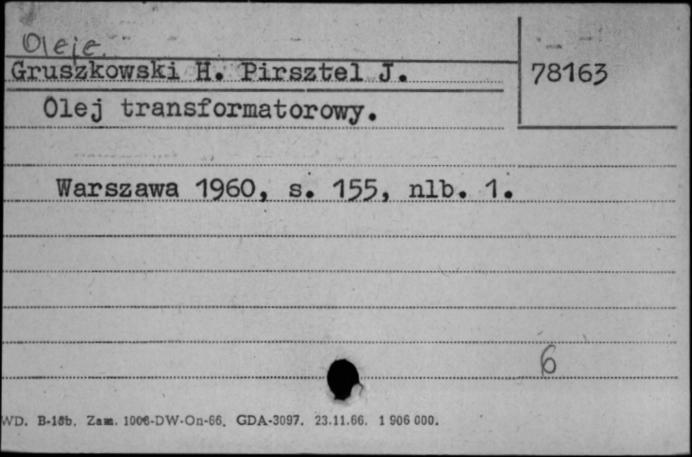 Oleje
Gruszkowski H. Pirsztel J.
78163
Olej transformatorowy.
Warszawa 1960, s. 155, nlb. 1.
6
WD. B-16b. Zam. 1006-DW-On-66. GDA-3097. 23.11.66. 1 906 000.